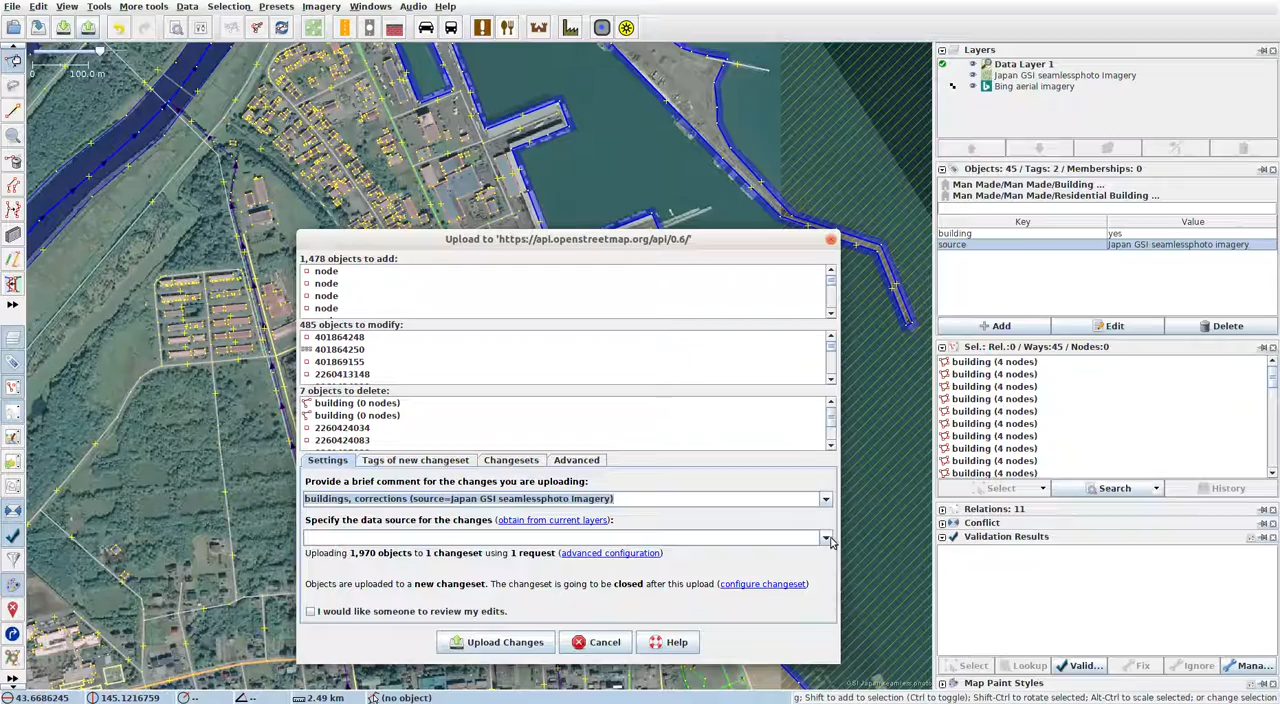 File Edit View Tools More tools Data Selection Presets Imagery Windows Audio Help
0 100.0 m
Layers
Data Layer 1
Japan GSI seamlessphoto Imagery
Bing aerial imagery
Objects: 45 / Tags: 2 / Memberships: 0
Man Made/Man Made/Building ...
Man Made/Residential Building ...
Key Value
building yes
source Japan GSI seamlessphoto imagery
Add Edit Delete
Sel.: Rel.:0 / Ways:45 / Nodes:0
building (4 nodes)
building (4 nodes)
building (4 nodes)
building (4 nodes)
building (4 nodes)
building (4 nodes)
building (4 nodes)
building (4 nodes)
building (4 nodes)
building (4 nodes)
Select Search History
Relations: 11
Conflict
Validation Results
Select Lookup Valid... Fix Ignore Mana...
Map Paint Styles
Upload to 'https://api.openstreetmap.org/api/0.6/'
1,478 objects to add:
node
node
node
node
485 objects to modify:
401864248
401864250
401869155
2260413148
7 objects to delete:
building (0 nodes)
building (0 nodes)
2260424034
2260424083
Settings Tags of new changeset Changesets Advanced
Provide a brief comment for the changes you are uploading:
buildings, corrections (source=Japan GSI seamlessphoto Imagery)
Specify the data source for the changes (obtain from current layers):
Uploading 1,970 objects to 1 changeset using 1 request (advanced configuration)
Objects are uploaded to a new changeset. The changeset is going to be closed after this upload (configure changeset)
I would like someone to review my edits.
Upload Changes Cancel Help
43.6686245 145.1216759 -- -- 2.49 km (no object) g; Shift to add to selection (Ctrl to toggle); Shift-Ctrl to rotate selected; Alt-Ctrl to scale selected; or change selection